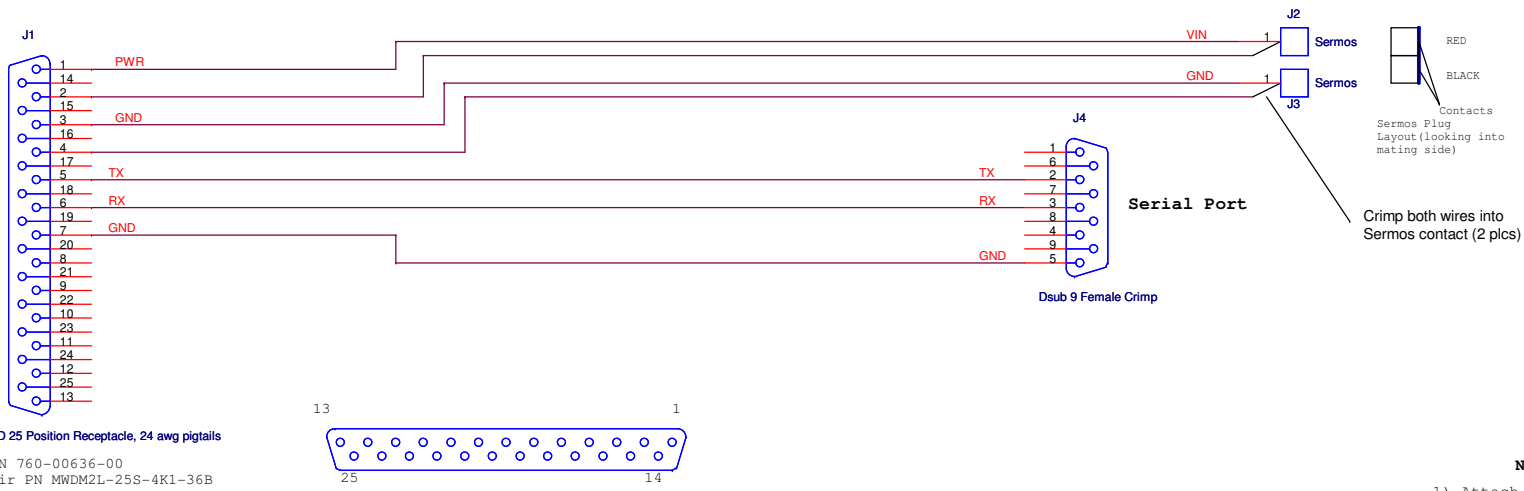 J1
1
PWR
14
2
15
3
GND
16
4
17
5
TX
18
6
RX
19
7
GND
20
8
21
9
22
10
23
11
24
12
25
13
D 25 Position Receptacle, 24 awg pigtails
N 760-00636-00
ir PN MWDM2L-25S-4K1-36B
13
1
25
14
J2
VIN
1
Sermos
GND
1
Sermos
J3
RED
BLACK
Contacts
Sermos Plug
Layout(looking into
mating side)
J4
1
6
TX
2
7
RX
3
8
4
9
GND
5
Serial Port
Dsub 9 Female Crimp
Crimp both wires into
Sermos contact (2 plcs)
N
1) Attach